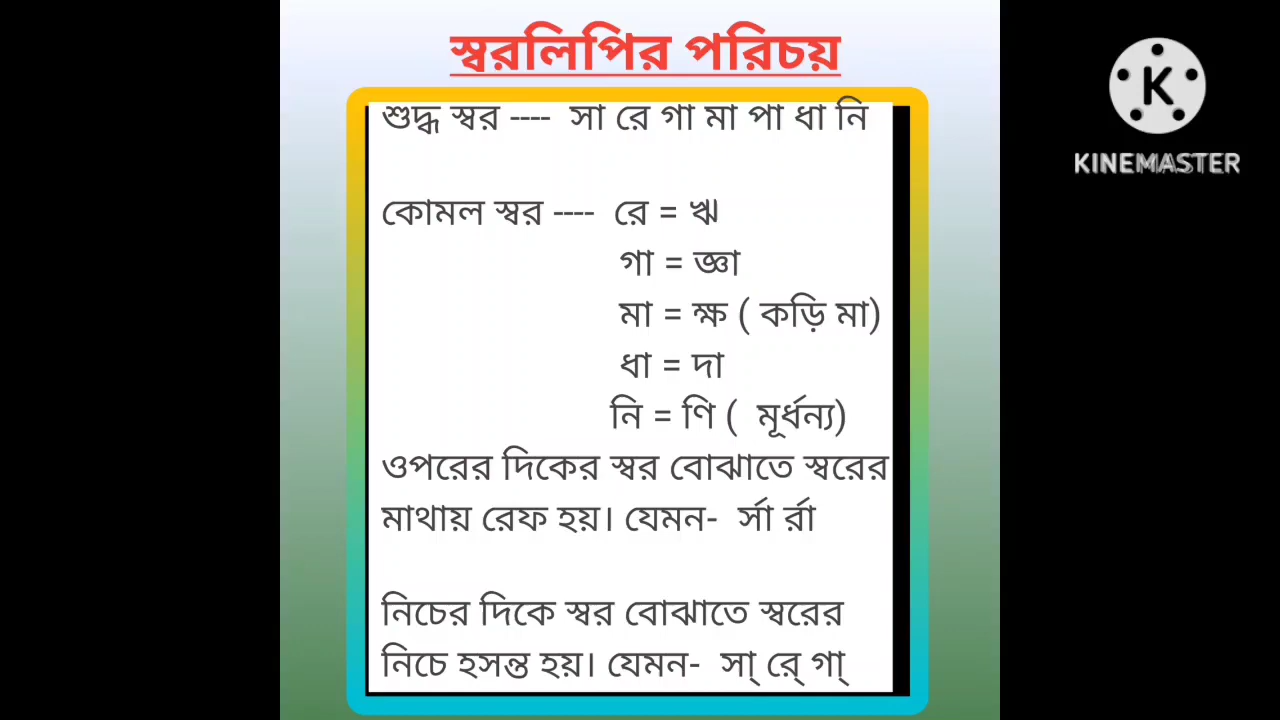 স্বরলিপির পরিচয়
শুদ্ধ স্বর ---- সা রে গা মা পা ধা নি
কোমল স্বর ---- রে = ঋ
গা = জ্ঞা
মা = ক্ষ ( কড়ি মা)
ধা = দা
নি = ণি ( মূর্ধন্য)
ওপরের দিকের স্বর বোঝাতে স্বরের
মাথায় রেফ হয়। যেমন- র্সা র্রা
নিচের দিকে স্বর বোঝাতে স্বরের
নিচে হসন্ত হয়। যেমন- সা্ রে্ গা্
K
KINEMASTER